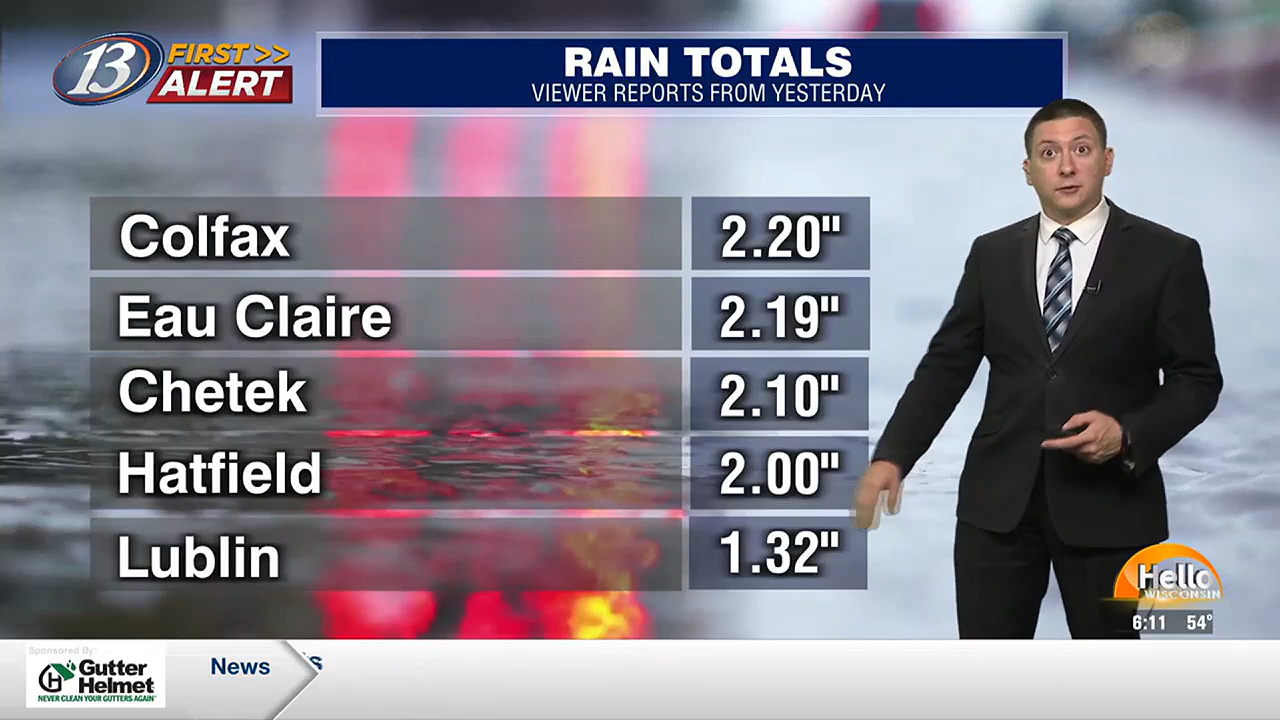 13 FIRST >>
ALERT
RAIN TOTALS
VIEWER REPORTS FROM YESTERDAY
Colfax 2.20"
Eau Claire 2.19"
Chetek 2.10"
Hatfield 2.00"
Lublin 1.32"
Hello
WISCONSIN
6:11 54°
Sponsored By:
Gutter
Helmet
NEVER CLEAN YOUR GUTTERS AGAIN
News